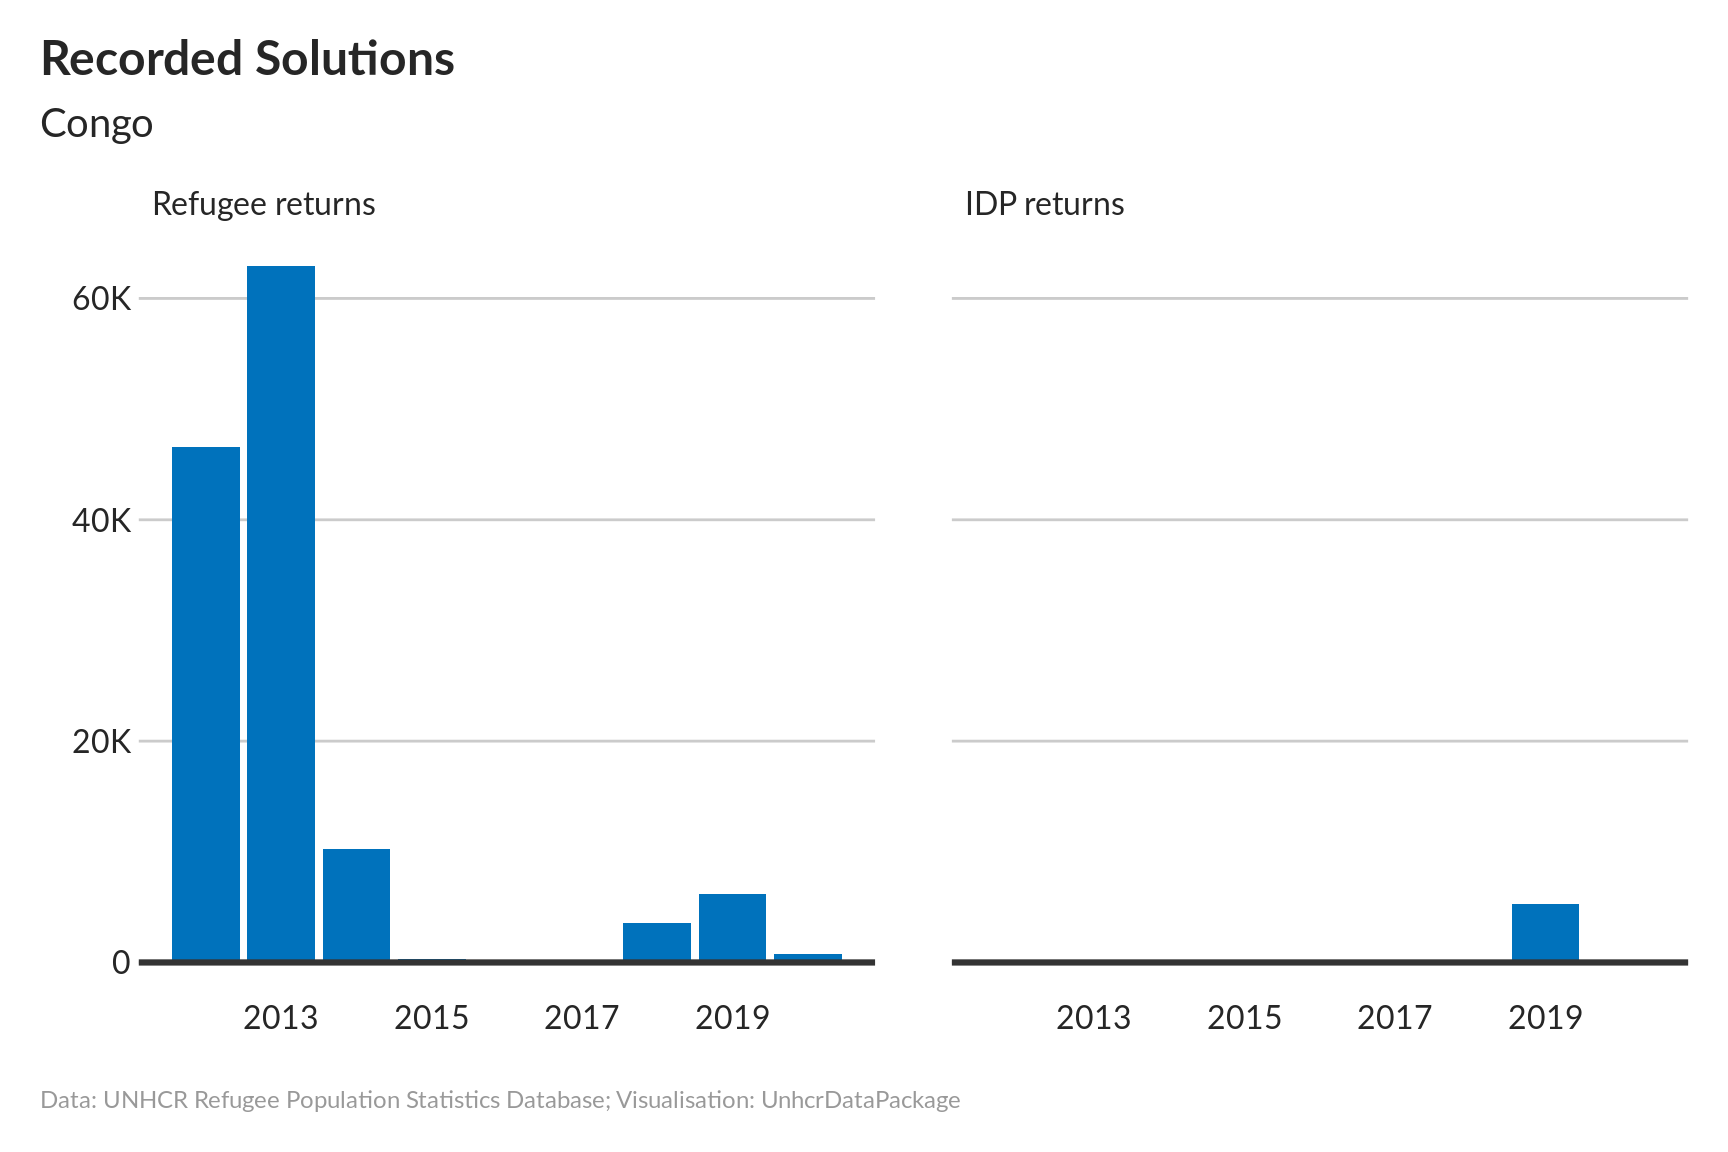 Recorded Solutions
Congo
Refugee returns
IDP returns
60K
40K
20K
0
2013 2015 2017 2019
2013 2015 2017 2019
Data: UNHCR Refugee Population Statistics Database; Visualisation: UnhcrDataPackage